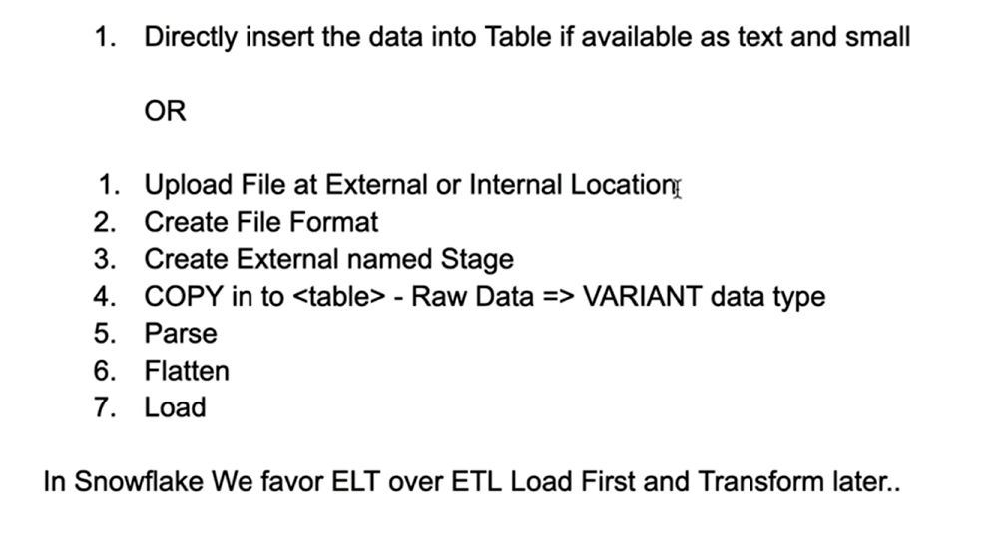 1. Directly insert the data into Table if available as text and small
OR
1. Upload File at External or Internal Location
2. Create File Format
3. Create External named Stage
4. COPY in to <table> - Raw Data => VARIANT data type
5. Parse
6. Flatten
7. Load
In Snowflake We favor ELT over ETL Load First and Transform later..